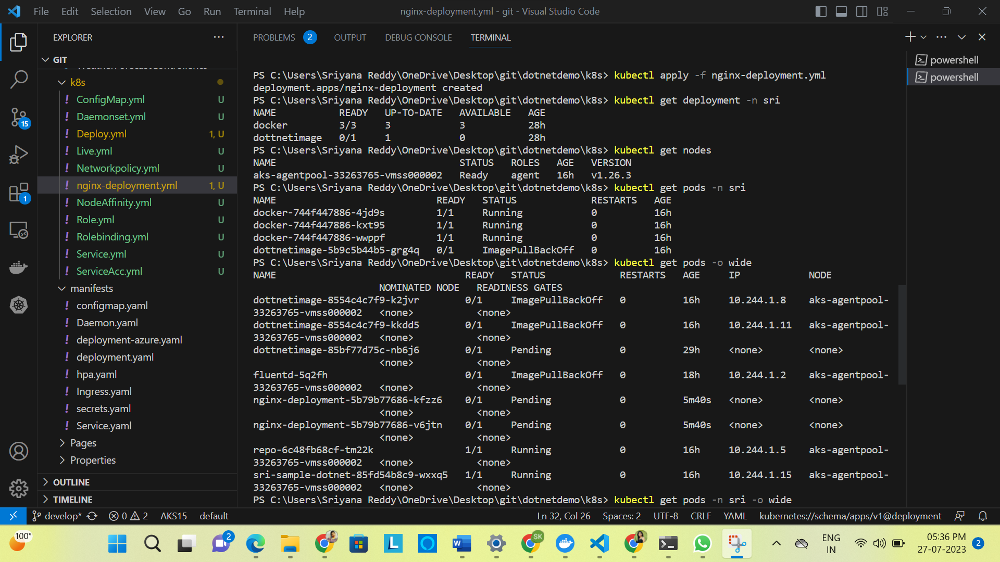 File Edit Selection View Go Run Terminal Help
nginx-deployment.yml - git - Visual Studio Code
EXPLORER
GIT
k8s
ConfigMap.yml U
Daemonset.yml U
Deploy.yml 1, U
Live.yml U
Networkpolicy.yml U
nginx-deployment.yml 1, U
NodeAffinity.yml U
Role.yml U
Rolebinding.yml U
Service.yml U
ServiceAcc.yml U
manifests
configmap.yaml
Daemon.yaml
deployment-azure.yaml
deployment.yaml
hpa.yaml
Ingress.yaml
secrets.yaml
Service.yaml
Pages
Properties
OUTLINE
TIMELINE
15
1
PROBLEMS 2 OUTPUT DEBUG CONSOLE TERMINAL
powershell
powershell
PS C:\Users\Sriyana Reddy\OneDrive\Desktop\git\dotnetdemo\k8s> kubectl apply -f nginx-deployment.yml
deployment.apps/nginx-deployment created
PS C:\Users\Sriyana Reddy\OneDrive\Desktop\git\dotnetdemo\k8s> kubectl get deployment -n sri
NAME READY UP-TO-DATE AVAILABLE AGE
docker 3/3 3 3 28h
dottnetimage 0/1 1 0 28h
PS C:\Users\Sriyana Reddy\OneDrive\Desktop\git\dotnetdemo\k8s> kubectl get nodes
NAME STATUS ROLES AGE VERSION
aks-agentpool-33263765-vmss000002 Ready agent 16h v1.26.3
PS C:\Users\Sriyana Reddy\OneDrive\Desktop\git\dotnetdemo\k8s> kubectl get pods -n sri
NAME READY STATUS RESTARTS AGE
docker-744f447886-4jd9s 1/1 Running 0 16h
docker-744f447886-kxt95 1/1 Running 0 16h
docker-744f447886-wwppf 1/1 Running 0 16h
dottnetimage-5b9c5b44b5-grg4q 0/1 ImagePullBackOff 0 16h
PS C:\Users\Sriyana Reddy\OneDrive\Desktop\git\dotnetdemo\k8s> kubectl get pods -o wide
NAME READY STATUS RESTARTS AGE IP NODE
NOMINATED NODE READINESS GATES
dottnetimage-8554c4c7f9-k2jvr 0/1 ImagePullBackOff 0 16h 10.244.1.8 aks-agentpool-
33263765-vmss000002 <none> <none>
dottnetimage-8554c4c7f9-kkdd5 0/1 ImagePullBackOff 0 16h 10.244.1.11 aks-agentpool-
33263765-vmss000002 <none> <none>
dottnetimage-85bf77d75c-nb6j6 0/1 Pending 0 29h <none> <none>
<none> <none>
fluentd-5q2fh 0/1 ImagePullBackOff 0 18h 10.244.1.2 aks-agentpool-
33263765-vmss000002 <none> <none>
nginx-deployment-5b79b77686-kfzz6 0/1 Pending 0 5m40s <none> <none>
<none> <none>
nginx-deployment-5b79b77686-v6jtn 0/1 Pending 0 5m40s <none> <none>
<none> <none>
repo-6c48fb68cf-tm22k 1/1 Running 0 16h 10.244.1.5 aks-agentpool-
33263765-vmss000002 <none> <none>
sri-sample-dotnet-85fd54b8c9-wxxq5 1/1 Running 0 16h 10.244.1.15 aks-agentpool-
33263765-vmss000002 <none> <none>
PS C:\Users\Sriyana Reddy\OneDrive\Desktop\git\dotnetdemo\k8s> kubectl get pods -n sri -o wide
develop* 0 2 AKS15 default
Ln 32, Col 26 Spaces: 2 UTF-8 CRLF YAML kubernetes://schema/apps/v1@deployment
100°
2
L
W
SK
ENG
IN
05:36 PM
27-07-2023
2